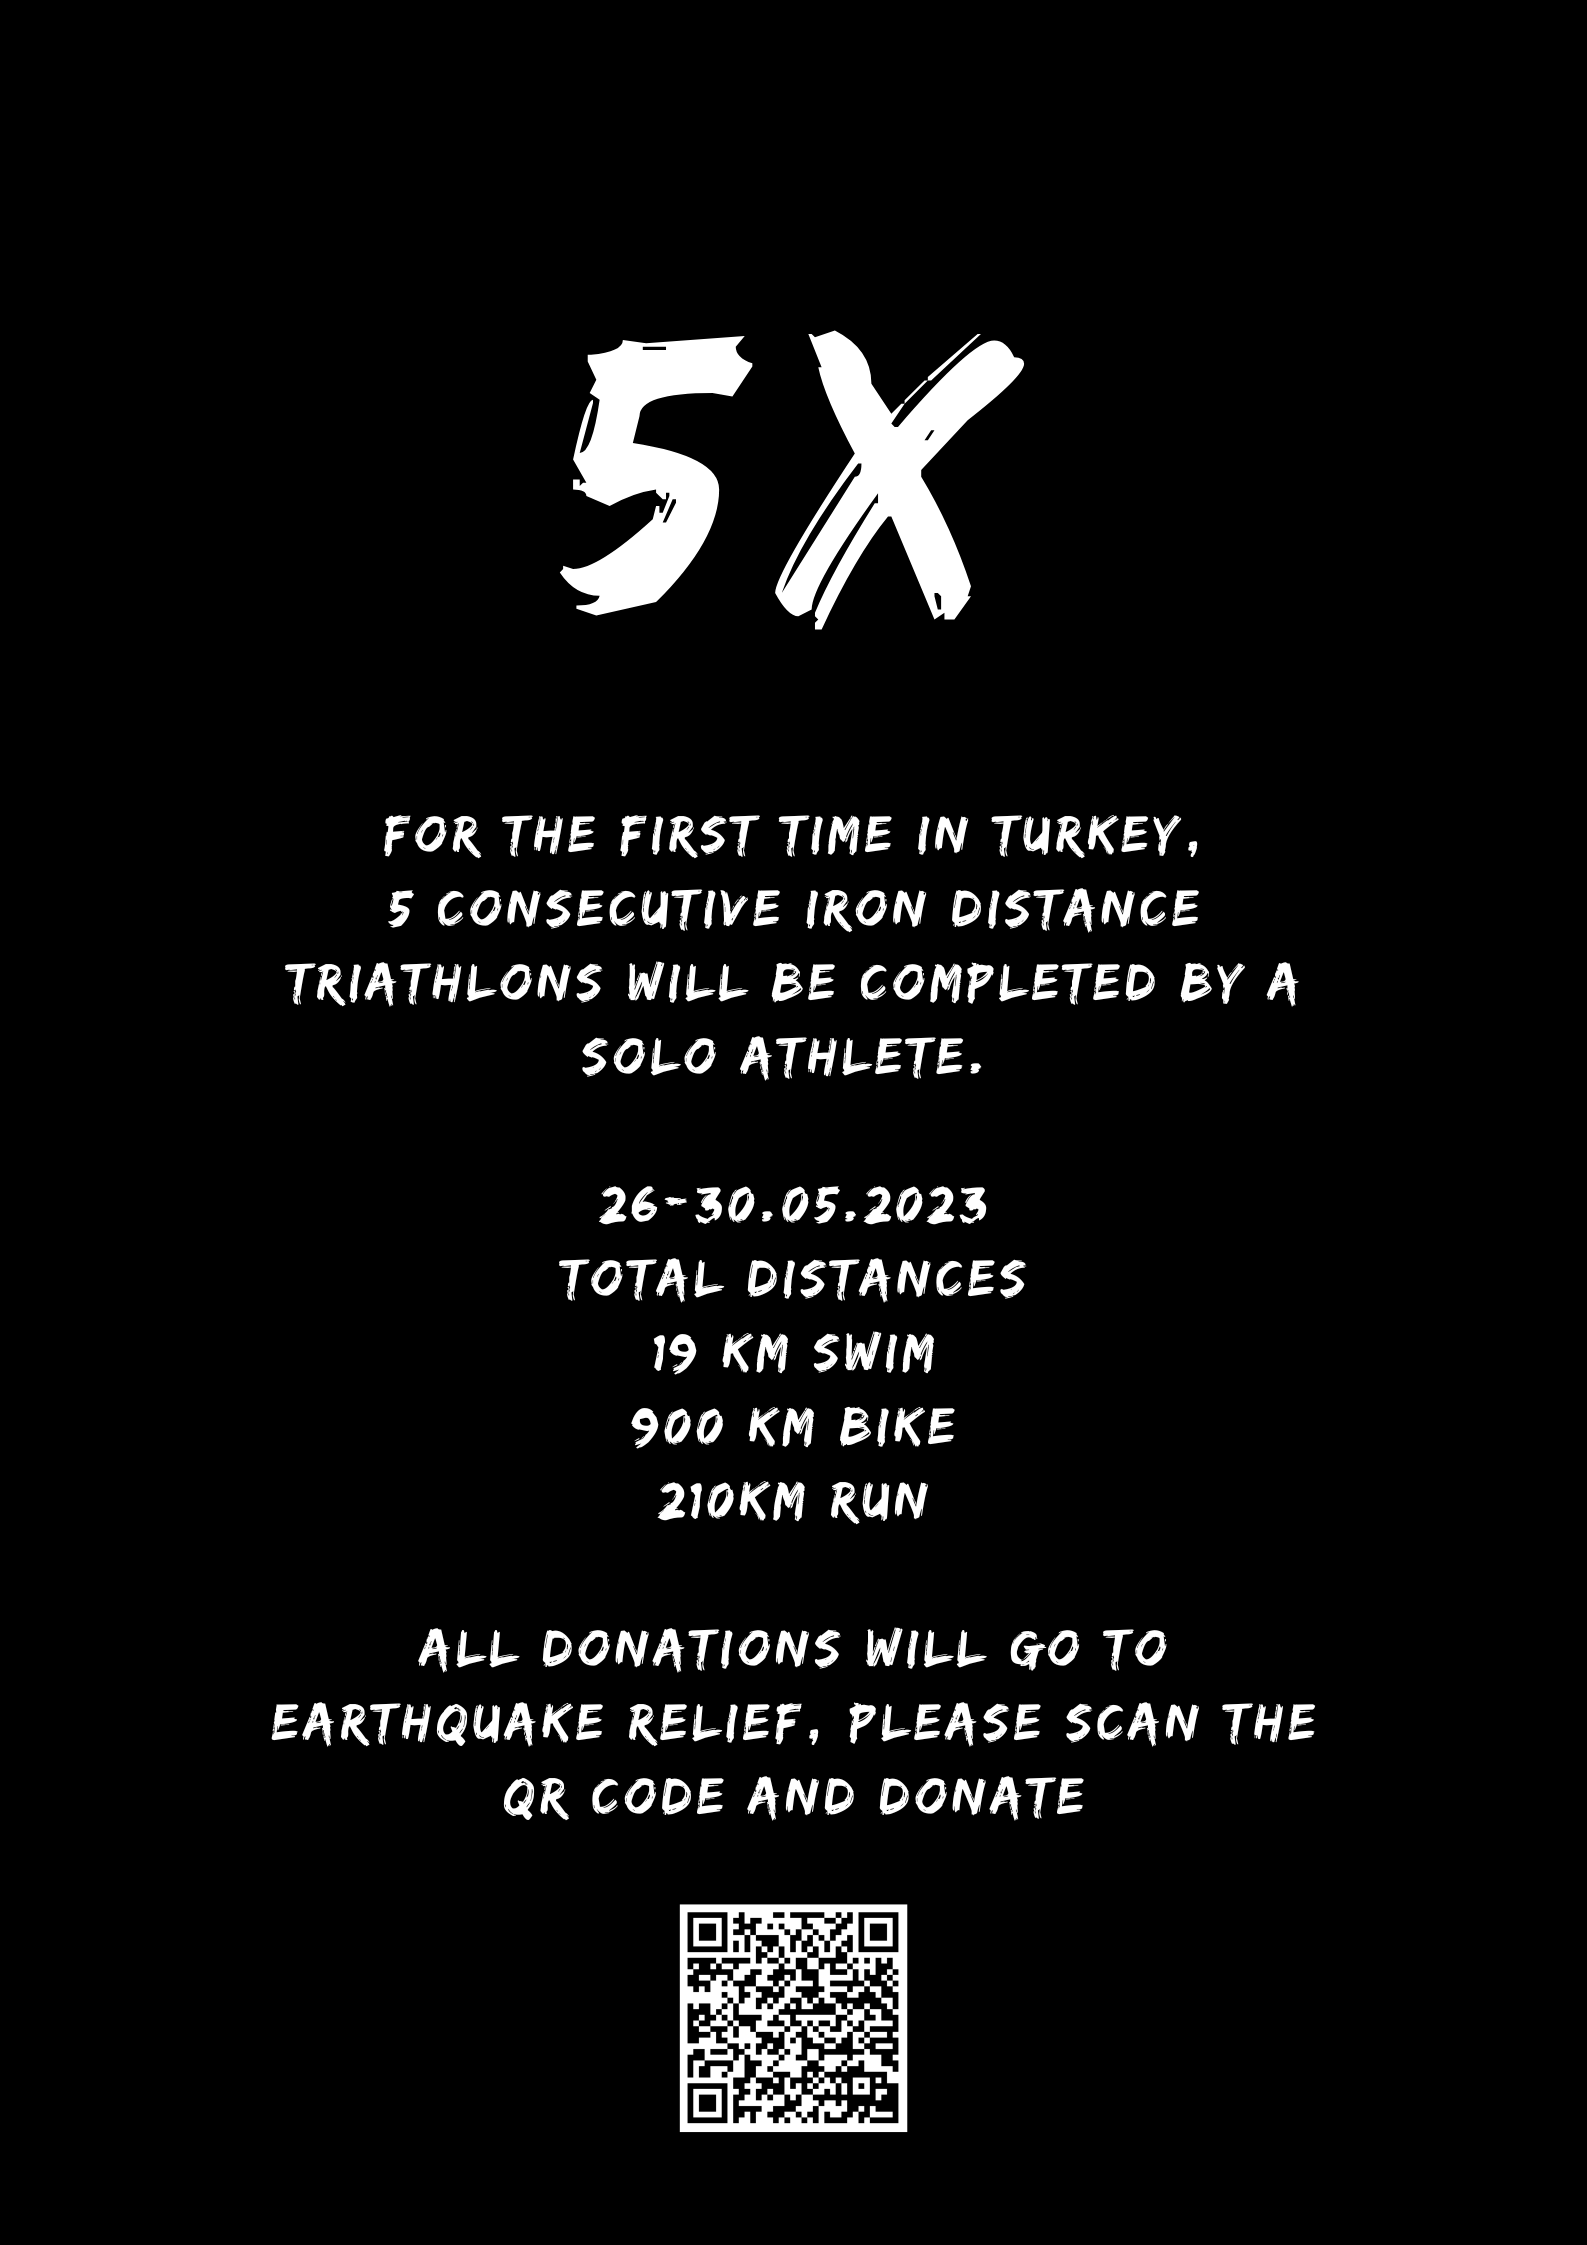 5X
FOR THE FIRST TIME IN TURKEY,
5 CONSECUTIVE IRON DISTANCE
TRIATHLONS WILL BE COMPLETED BY A
SOLO ATHLETE.
26-30.05.2023
TOTAL DISTANCES
19 KM SWIM
900 KM BIKE
210KM RUN
ALL DONATIONS WILL GO TO
EARTHQUAKE RELIEF, PLEASE SCAN THE
QR CODE AND DONATE